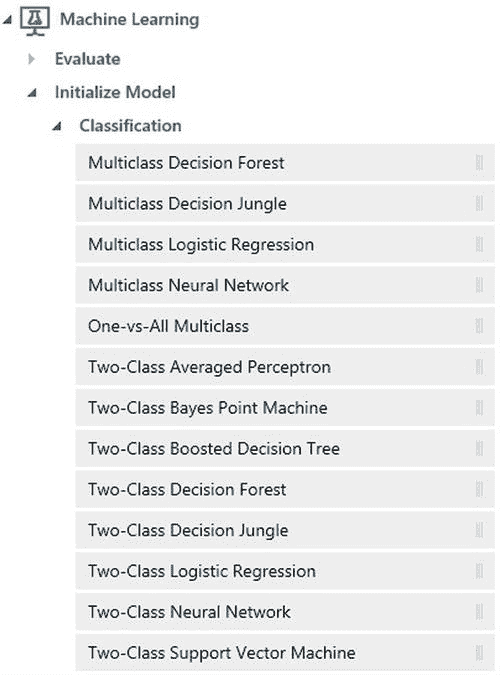 Machine Learning
Evaluate
Initialize Model
Classification
Multiclass Decision Forest
Multiclass Decision Jungle
Multiclass Logistic Regression
Multiclass Neural Network
One-vs-All Multiclass
Two-Class Averaged Perceptron
Two-Class Bayes Point Machine
Two-Class Boosted Decision Tree
Two-Class Decision Forest
Two-Class Decision Jungle
Two-Class Logistic Regression
Two-Class Neural Network
Two-Class Support Vector Machine